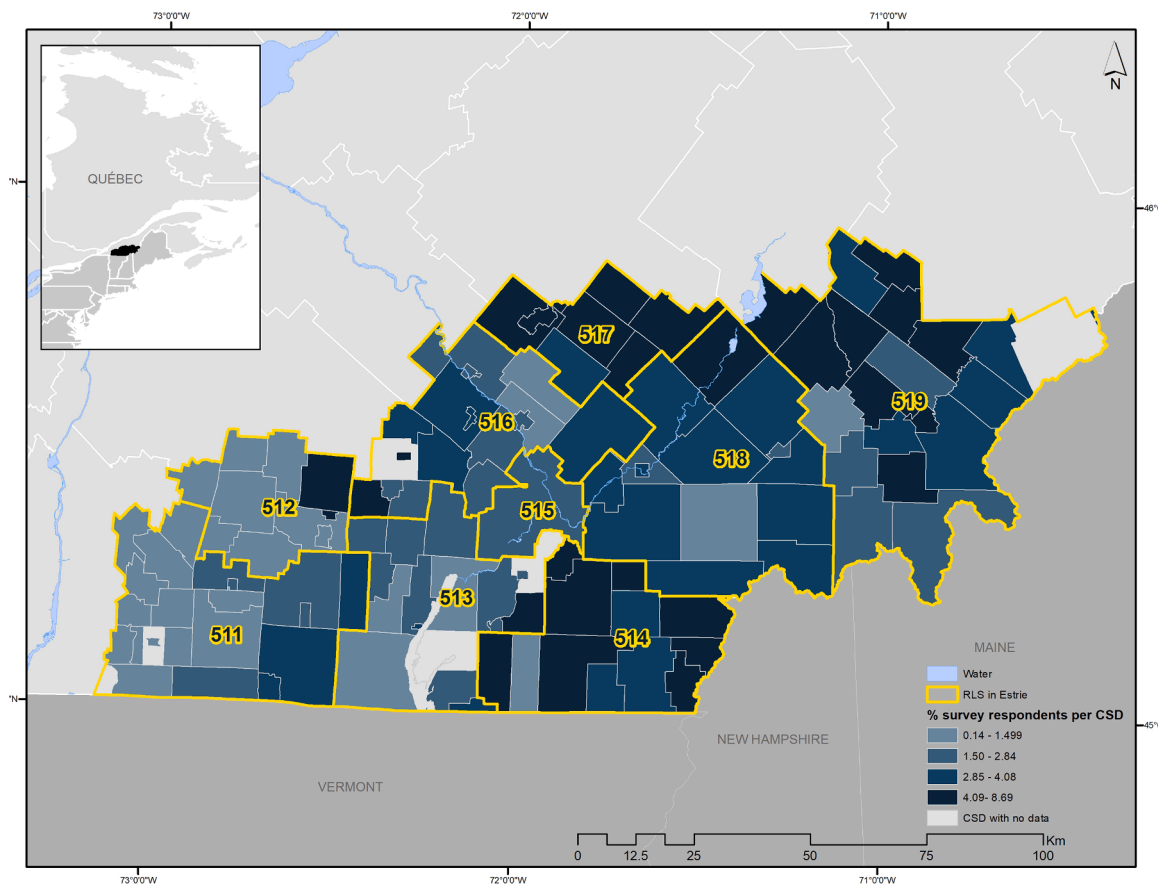 73°0'0"W 72°0'0"W 71°0'0"W
N
QUÉBEC
°N
46°
517
519
516
518
512
515
513
511
514
MAINE
Water
RLS in Estrie
% survey respondents per CSD
0.14 - 1.499
1.50 - 2.84
2.85 - 4.08
4.09- 8.69
CSD with no data
°N
45°
NEW HAMPSHIRE
VERMONT
Km
0 12.5 25 50 75 100
73°0'0"W 72°0'0"W 71°0'0"W